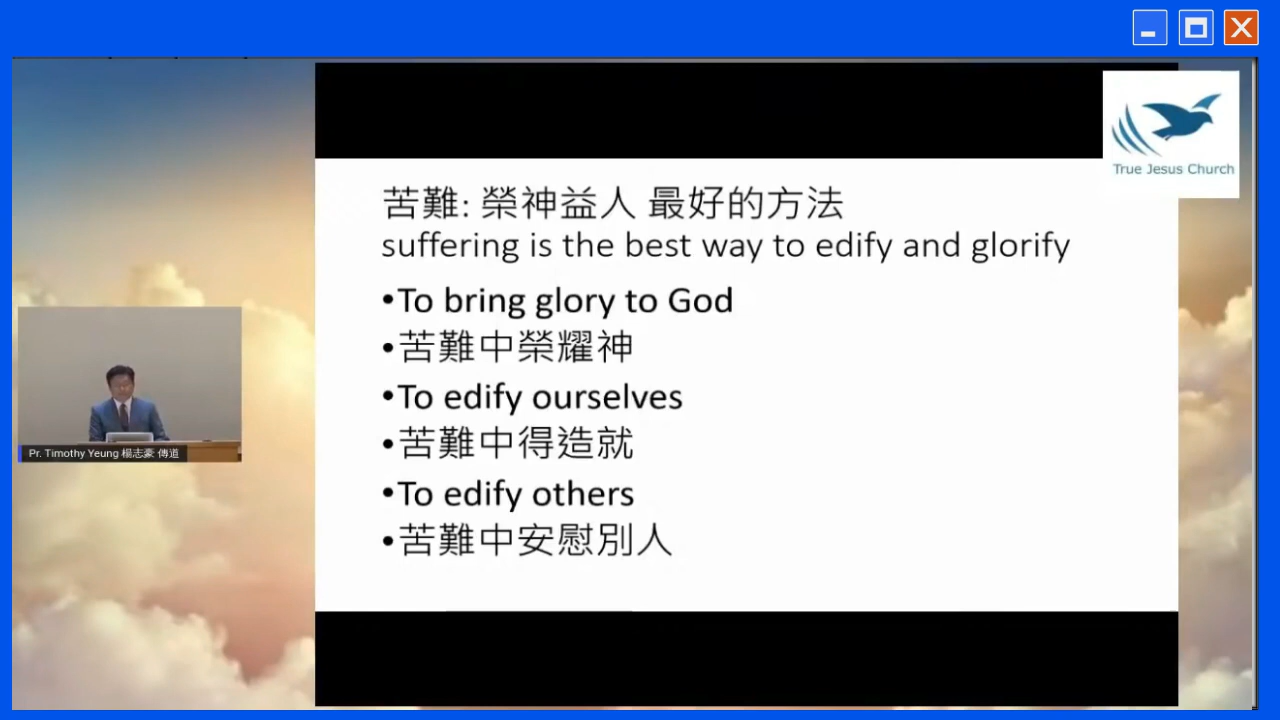 True Jesus Church
苦難: 榮神益人 最好的方法
suffering is the best way to edify and glorify
•To bring glory to God
•苦難中榮耀神
•To edify ourselves
•苦難中得造就
•To edify others
•苦難中安慰別人
Pr. Timothy Yeung 楊志豪 傳道